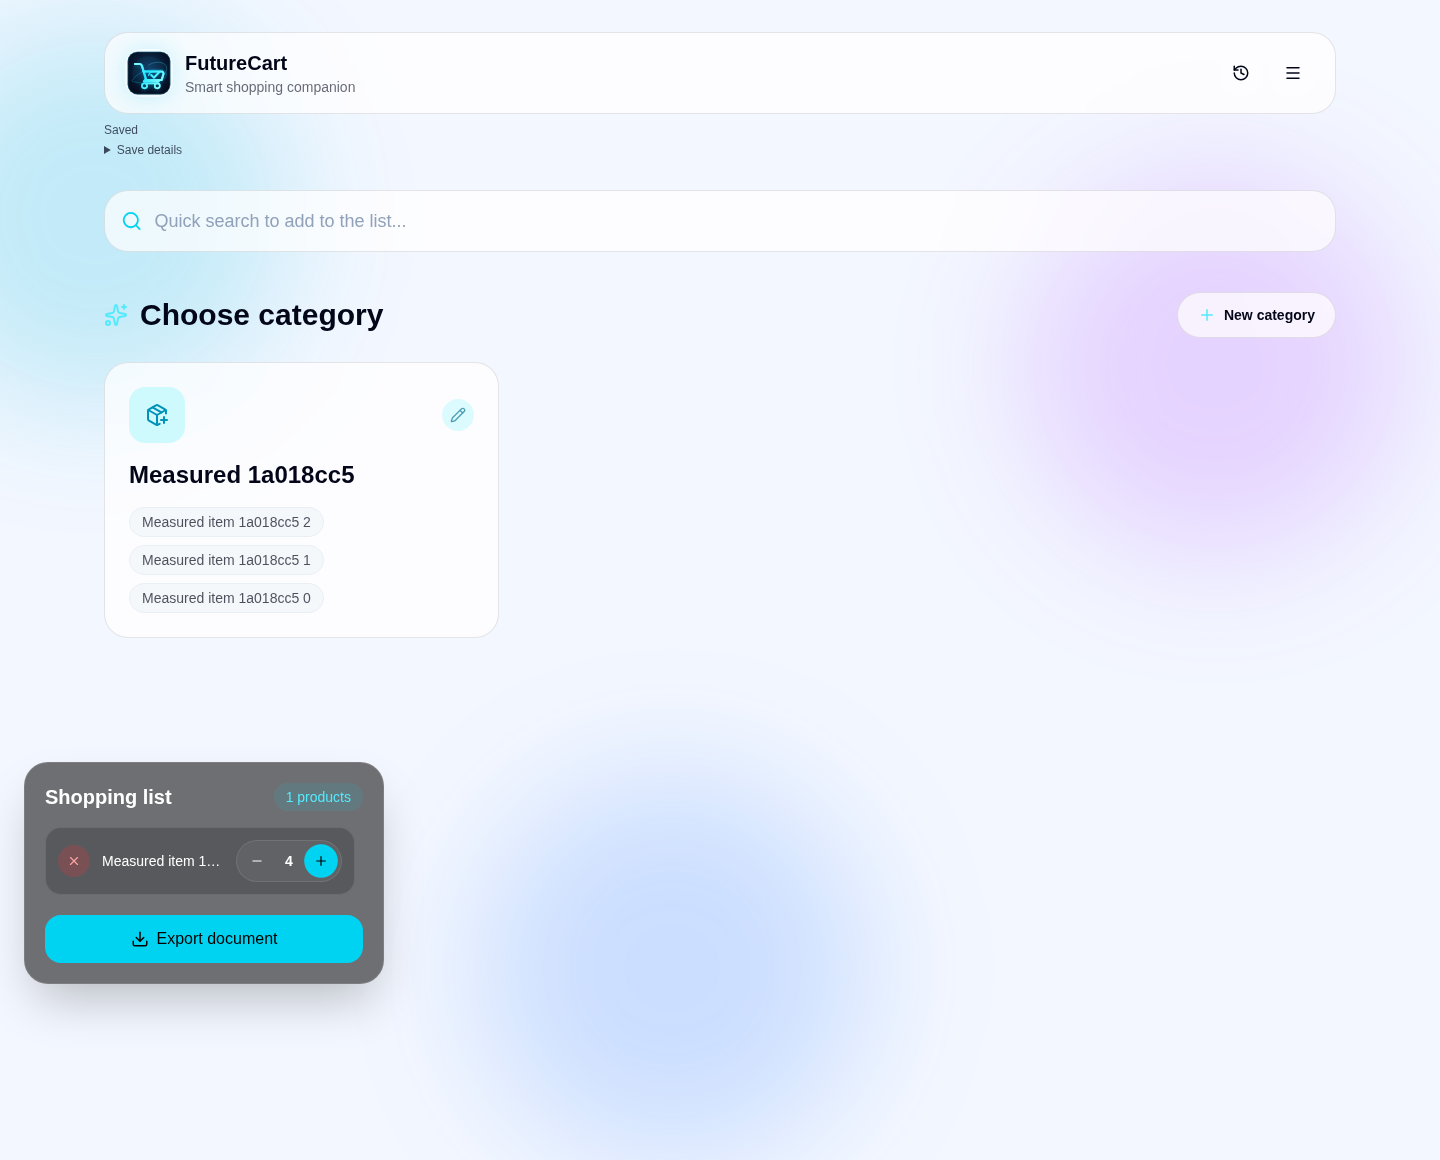 FutureCart
Smart shopping companion
Saved
Save details
Quick search to add to the list...
Choose category
New category
Measured 1a018cc5
Measured item 1a018cc5 2
Measured item 1a018cc5 1
Measured item 1a018cc5 0
Shopping list
1 products
Measured item 1…
4
Export document